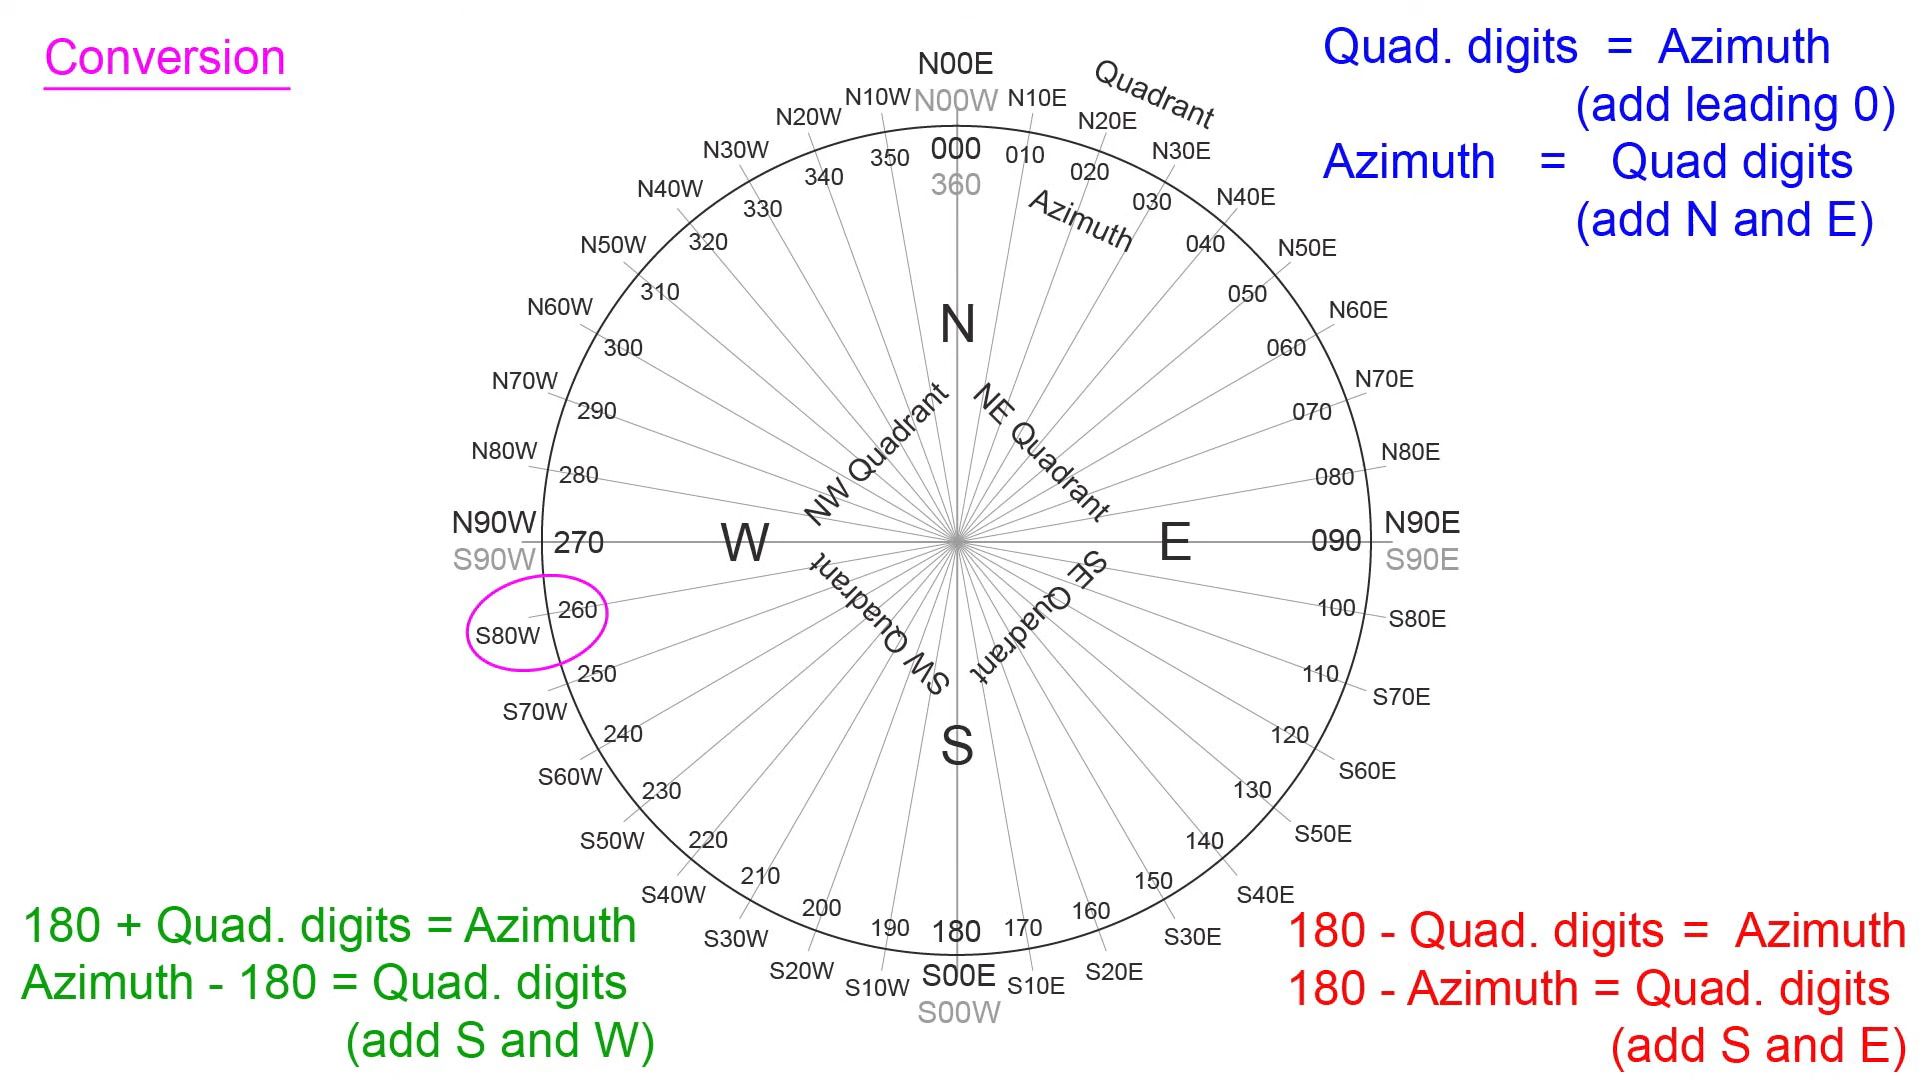 Conversion
Quad. digits = Azimuth
(add leading 0)
Azimuth = Quad digits
(add N and E)
Quadrant
Azimuth
N00E
N00W
N10E
N20E
N30E
N40E
N50E
N60E
N70E
N80E
N90E
S90E
S80E
S70E
S60E
S50E
S40E
S30E
S20E
S10E
S00E
S00W
S10W
S20W
S30W
S40W
S50W
S60W
S70W
S80W
N90W
S90W
N80W
N70W
N60W
N50W
N40W
N30W
N20W
N10W
000
360
010
020
030
040
050
060
070
080
090
100
110
120
130
140
150
160
170
180
190
200
210
220
230
240
250
260
270
280
290
300
310
320
330
340
350
N
NW Quadrant
NE Quadrant
W
E
SW Quadrant
SE Quadrant
S
180 + Quad. digits = Azimuth
Azimuth - 180 = Quad. digits
(add S and W)
180 - Quad. digits = Azimuth
180 - Azimuth = Quad. digits
(add S and E)